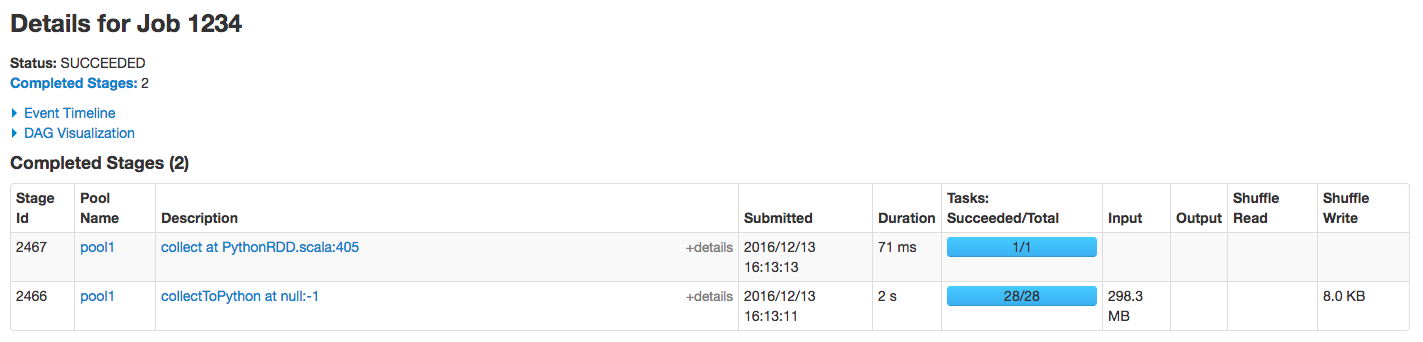 Details for Job 1234
Status: SUCCEEDED
Completed Stages: 2
Event Timeline
DAG Visualization
Completed Stages (2)
Stage Id Pool Name Description Submitted Duration Tasks: Succeeded/Total Input Output Shuffle Read Shuffle Write
2467 pool1 collect at PythonRDD.scala:405 +details 2016/12/13 16:13:13 71 ms 1/1
2466 pool1 collectToPython at null:-1 +details 2016/12/13 16:13:11 2 s 28/28 298.3 MB 8.0 KB